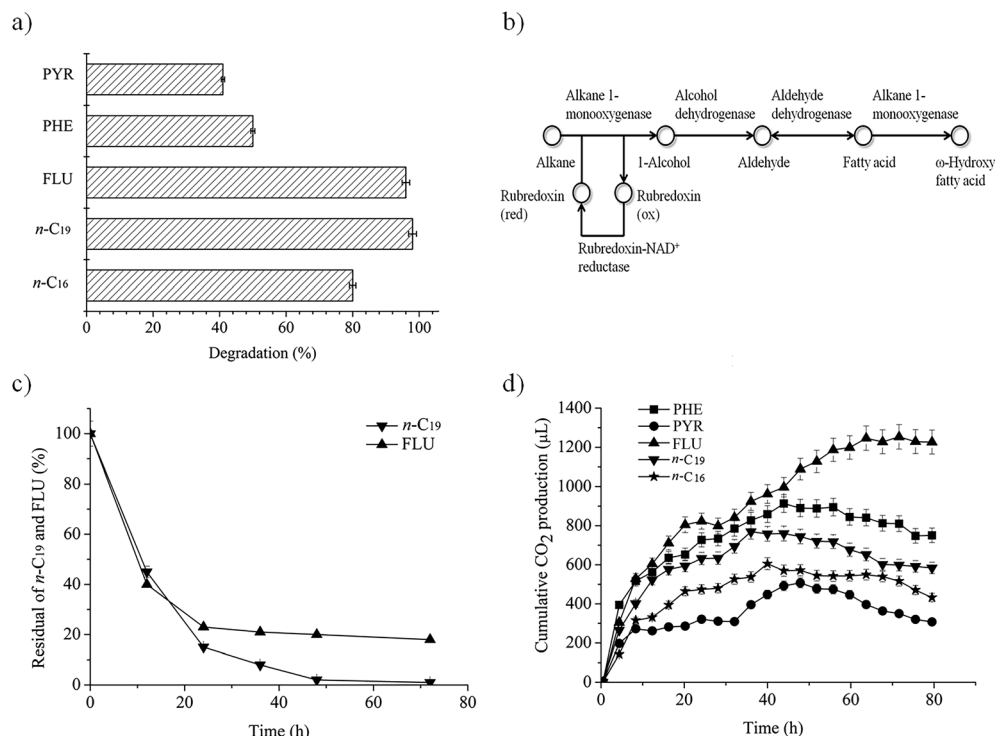 a)
PYR
PHE
FLU
n-C19
n-C16
0 20 40 60 80 100
Degradation (%)
b)
Alkane 1-
monooxygenase
Alcohol
dehydrogenase
Aldehyde
dehydrogenase
Alkane 1-
monooxygenase
Alkane
1-Alcohol
Aldehyde
Fatty acid
ω-Hydroxy
fatty acid
Rubredoxin
(red)
Rubredoxin
(ox)
Rubredoxin-NAD⁺
reductase
c)
Residual of n-C19 and FLU (%)
100
80
60
40
20
0
n-C19
FLU
0 20 40 60 80
Time (h)
d)
Cumulative CO2 production (μL)
1400
1200
1000
800
600
400
200
0
PHE
PYR
FLU
n-C19
n-C16
0 20 40 60 80
Time (h)